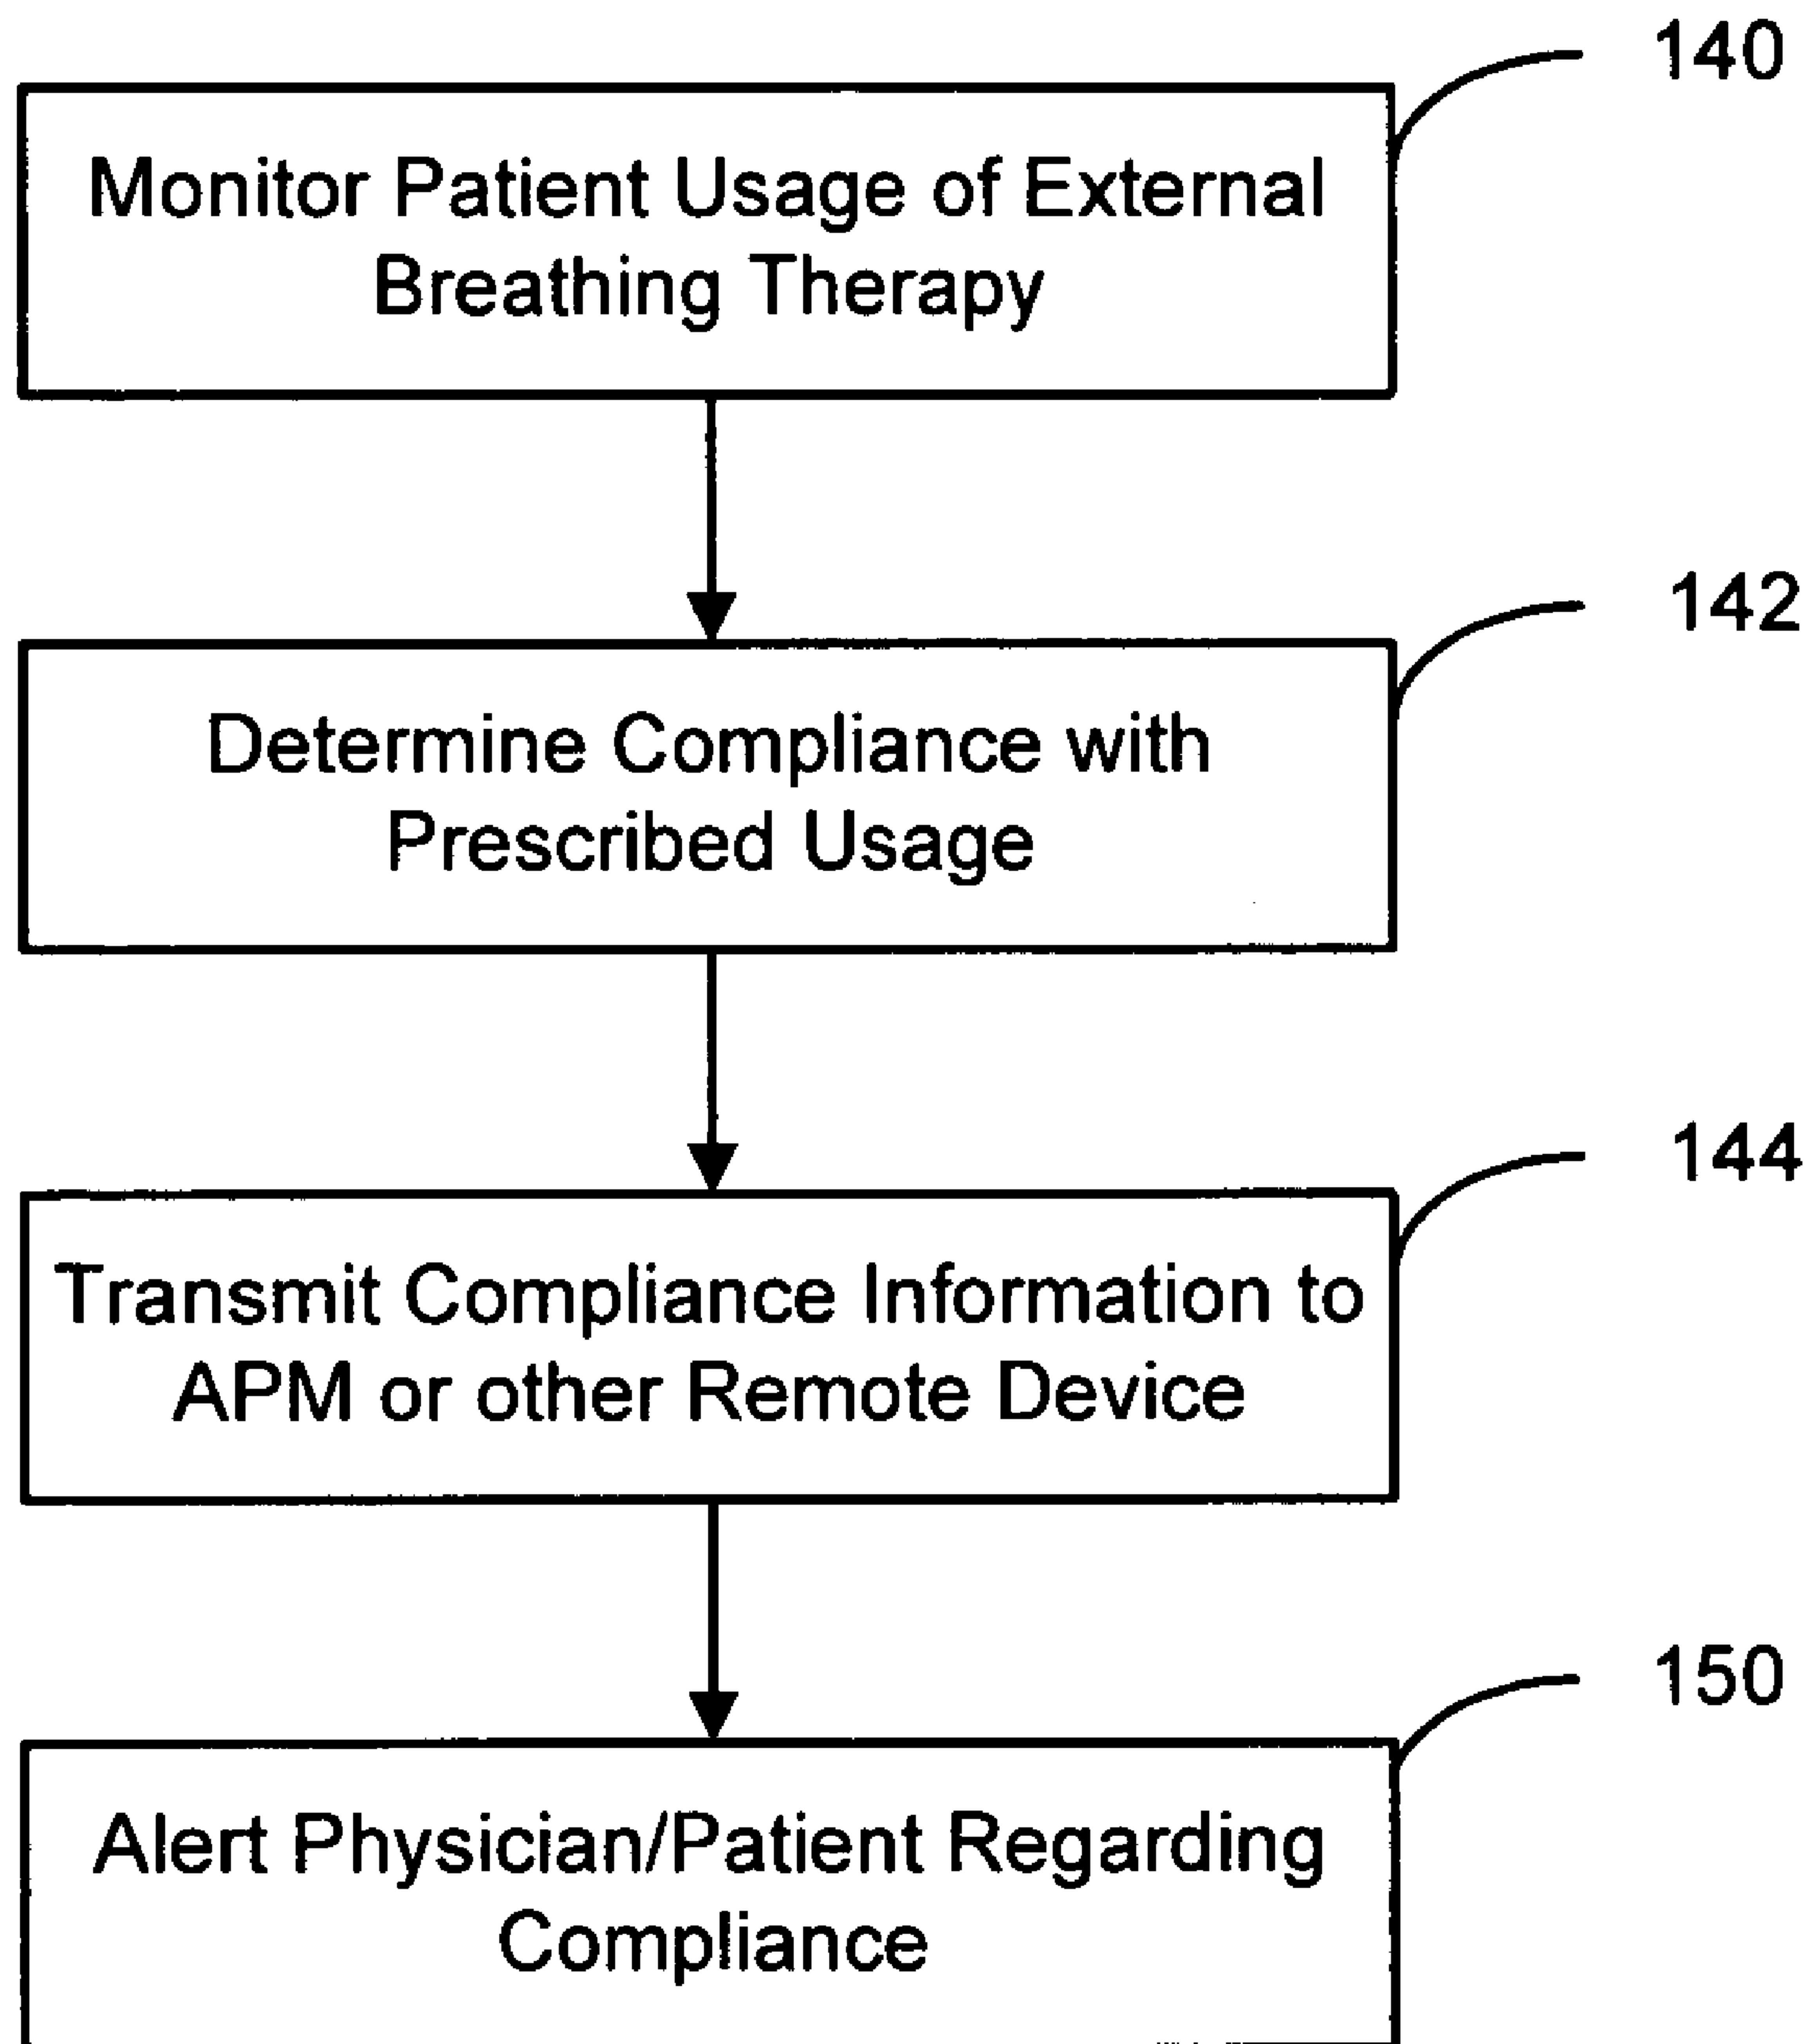 140
Monitor Patient Usage of External
Breathing Therapy
142
Determine Compliance with
Prescribed Usage
144
Transmit Compliance Information to
APM or other Remote Device
150
Alert Physician/Patient Regarding
Compliance